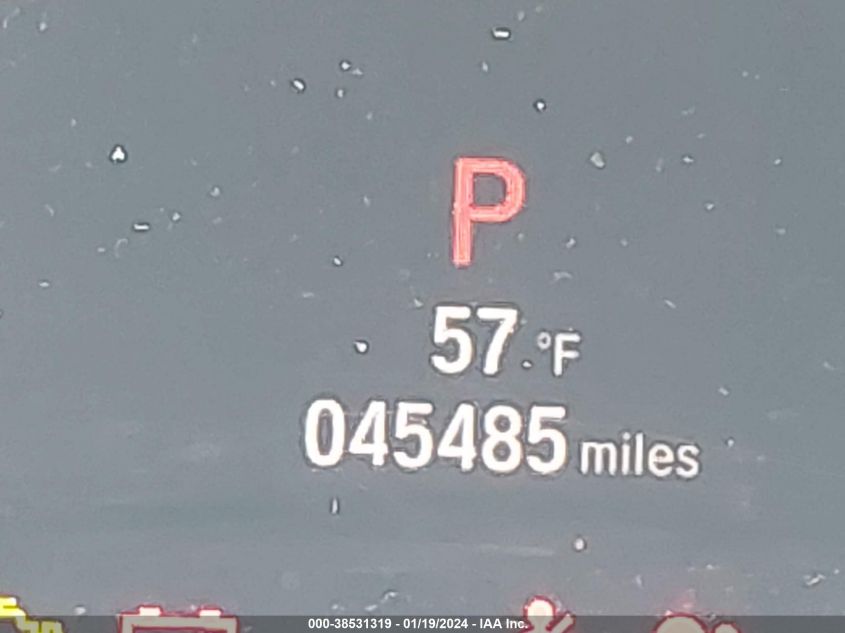 P
57 °F
045485 miles
000-38531319 - 01/19/2024 - IAA Inc.